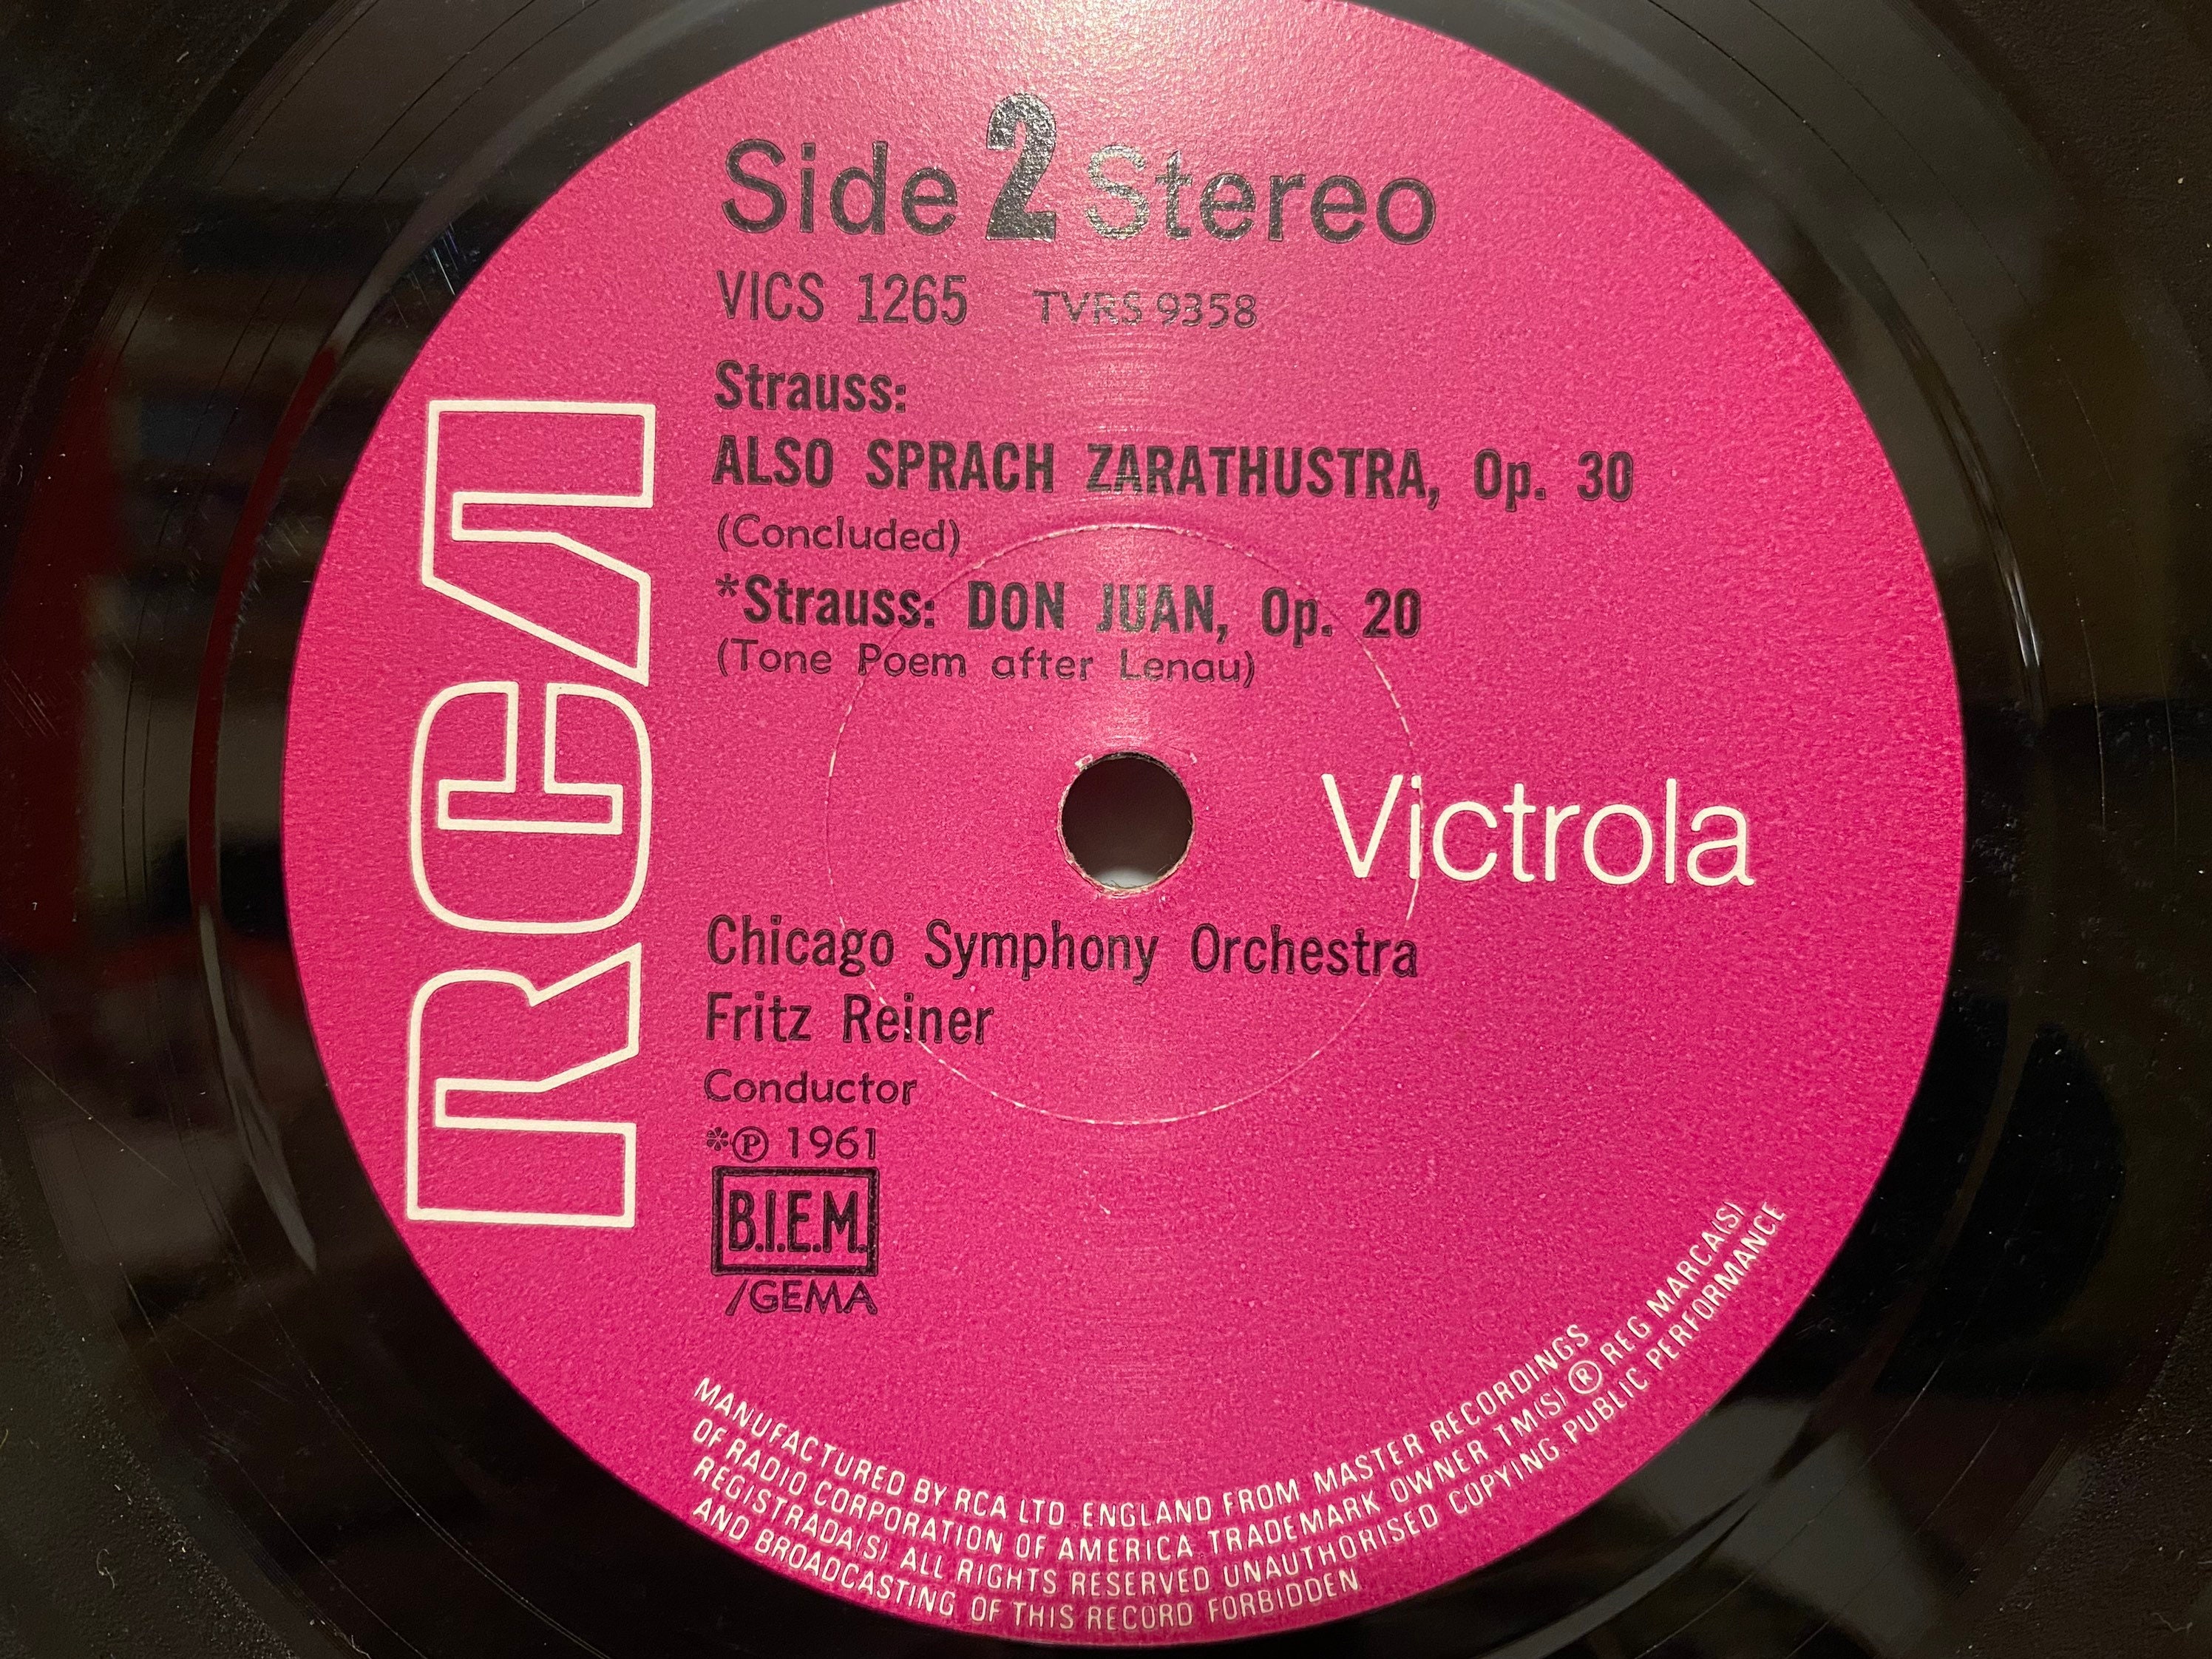 Side 2 Stereo
VICS 1265 TVRS 9358
Strauss:
ALSO SPRACH ZARATHUSTRA, Op. 30
(Concluded)
*Strauss: DON JUAN, Op. 20
(Tone Poem after Lenau)
RCA
Victrola
Chicago Symphony Orchestra
Fritz Reiner
Conductor
*℗ 1961
B.I.E.M.
/GEMA
MANUFACTURED BY RCA LTD. ENGLAND FROM MASTER RECORDINGS
OF RADIO CORPORATION OF AMERICA TRADEMARK OWNER TM(S) ® REG MARCA(S)
REGISTRADA(S) ALL RIGHTS RESERVED UNAUTHORISED COPYING PUBLIC PERFORMANCE
AND BROADCASTING OF THIS RECORD FORBIDDEN